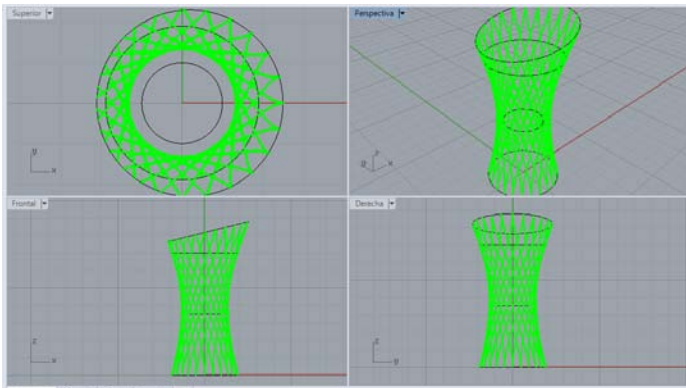 Superior
Perspectiva
y
x
z
y
x
Frontal
Derecha
z
x
z
y